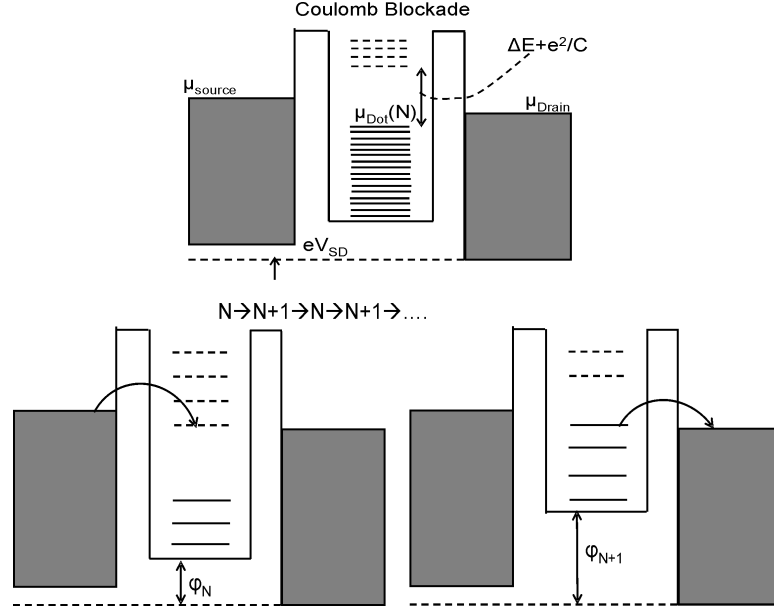 Coulomb Blockade
ΔE+e²/C
μsource
μDrain
μDot(N)
eVSD
N→N+1→N→N+1→....
φN
φN+1